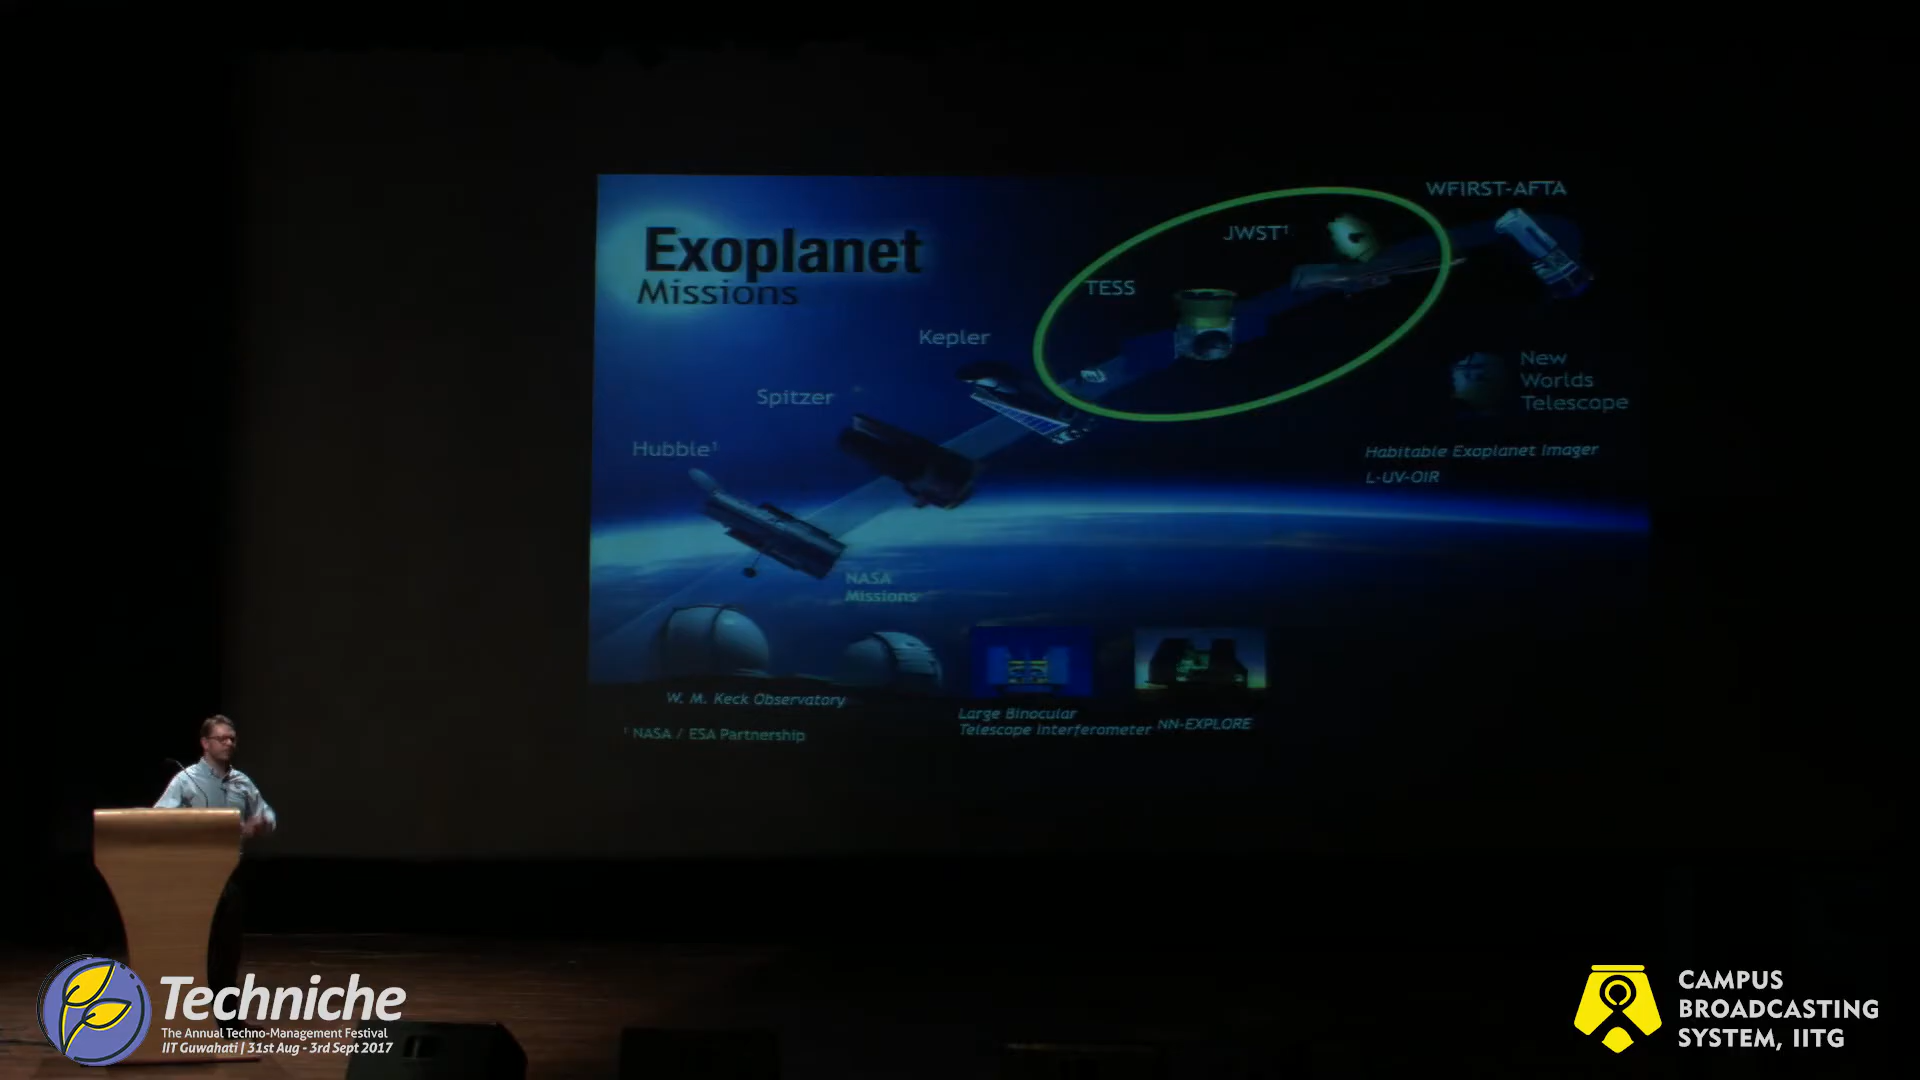 Exoplanet
Missions
WFIRST-AFTA
JWST¹
TESS
Kepler
Spitzer
Hubble¹
New
Worlds
Telescope
Habitable Exoplanet Imager
L-UV-OIR
NASA
Missions
W. M. Keck Observatory
Large Binocular
Telescope Interferometer
NN-EXPLORE
¹ NASA / ESA Partnership
Techniche
The Annual Techno-Management Festival
IIT Guwahati | 31st Aug - 3rd Sept 2017
CAMPUS
BROADCASTING
SYSTEM, IITG